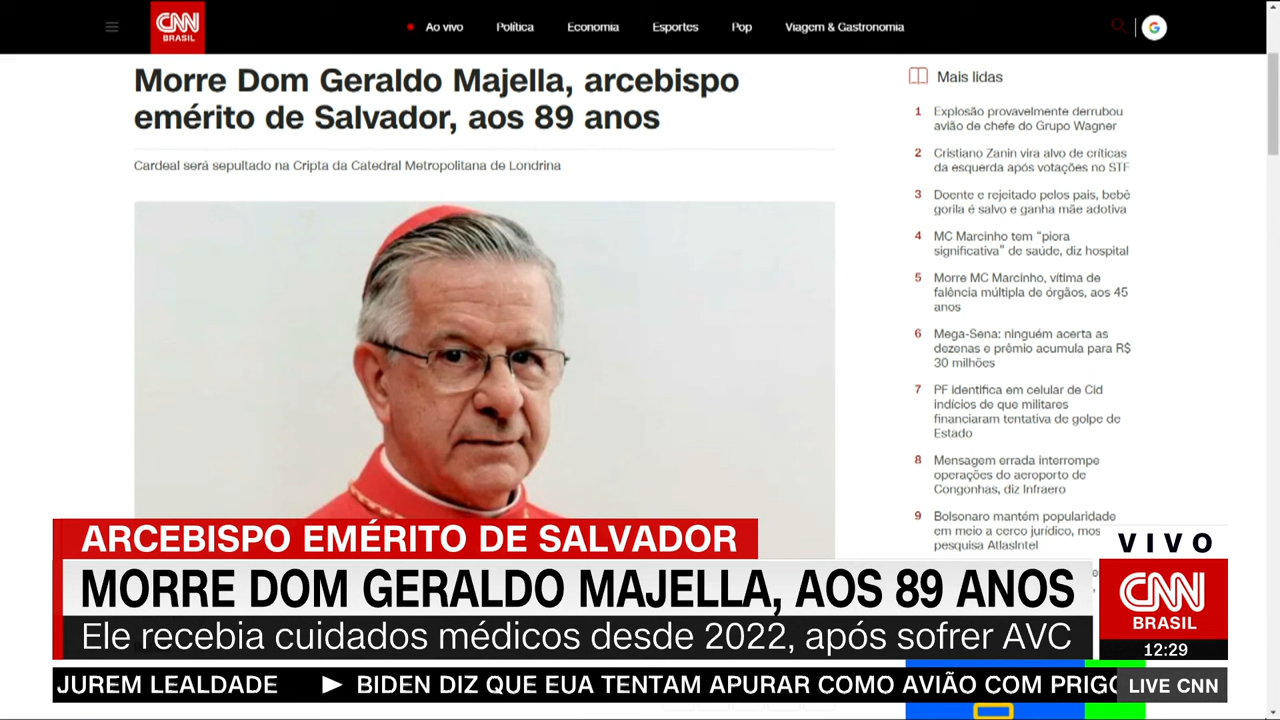 CNN
BRASIL
Ao vivo
Política
Economia
Esportes
Pop
Viagem & Gastronomia
G
Morre Dom Geraldo Majella, arcebispo
emérito de Salvador, aos 89 anos
Cardeal será sepultado na Cripta da Catedral Metropolitana de Londrina
Mais lidas
1 Explosão provavelmente derrubou
avião de chefe do Grupo Wagner
2 Cristiano Zanin vira alvo de críticas
da esquerda após votações no STF
3 Doente e rejeitado pelos pais, bebê
gorila é salvo e ganha mãe adotiva
4 MC Marcinho tem “piora
significativa” de saúde, diz hospital
5 Morre MC Marcinho, vítima de
falência múltipla de órgãos, aos 45
anos
6 Mega-Sena: ninguém acerta as
dezenas e prêmio acumula para R$
30 milhões
7 PF identifica em celular de Cid
indícios de que militares
financiaram tentativa de golpe de
Estado
8 Mensagem errada interrompe
operações do aeroporto de
Congonhas, diz Infraero
9 Bolsonaro mantém popularidade
em meio a cerco jurídico, mos
pesquisa AtlasIntel
ARCEBISPO EMÉRITO DE SALVADOR
MORRE DOM GERALDO MAJELLA, AOS 89 ANOS
Ele recebia cuidados médicos desde 2022, após sofrer AVC
VIVO
CNN
BRASIL
12:29
JUREM LEALDADE ▶ BIDEN DIZ QUE EUA TENTAM APURAR COMO AVIÃO COM PRIGO
LIVE CNN